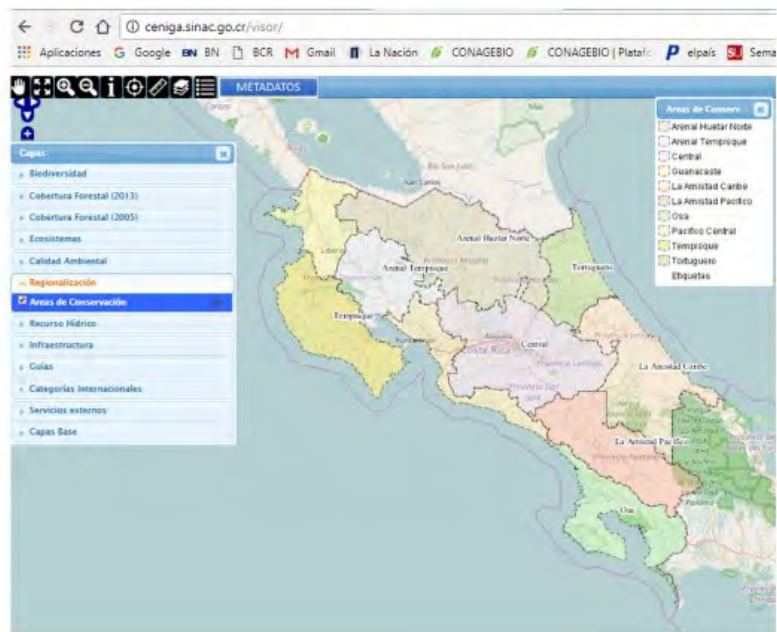 ceniga.sinac.go.cr/visor/
Aplicaciones G Google BN BN BCR M Gmail La Nación CONAGEBIO CONAGEBIO | Plataf P elpaís SU Sema
METADATOS
Areas de Conserv...
Arenal Huetar Norte
Arenal Tempisque
Central
Guanacaste
La Amistad Caribe
La Amistad Pacifico
Osa
Pacifico Central
Tempisque
Tortuguero
Etiquetas
Capas
Biodiversidad
Cobertura Forestal (2013)
Cobertura Forestal (2005)
Ecosistemas
Calidad Ambiental
Regionalización
Areas de Conservación
Recurso Hídrico
Infraestructura
Guías
Categorías Internacionales
Servicios externos
Capas Base
San Carlos
Arenal Huetar Norte
Arenal Tempisque
Tortuguero
Tempisque
Central
Costa Rica
La Amistad Caribe
La Amistad Pacifico
Osa